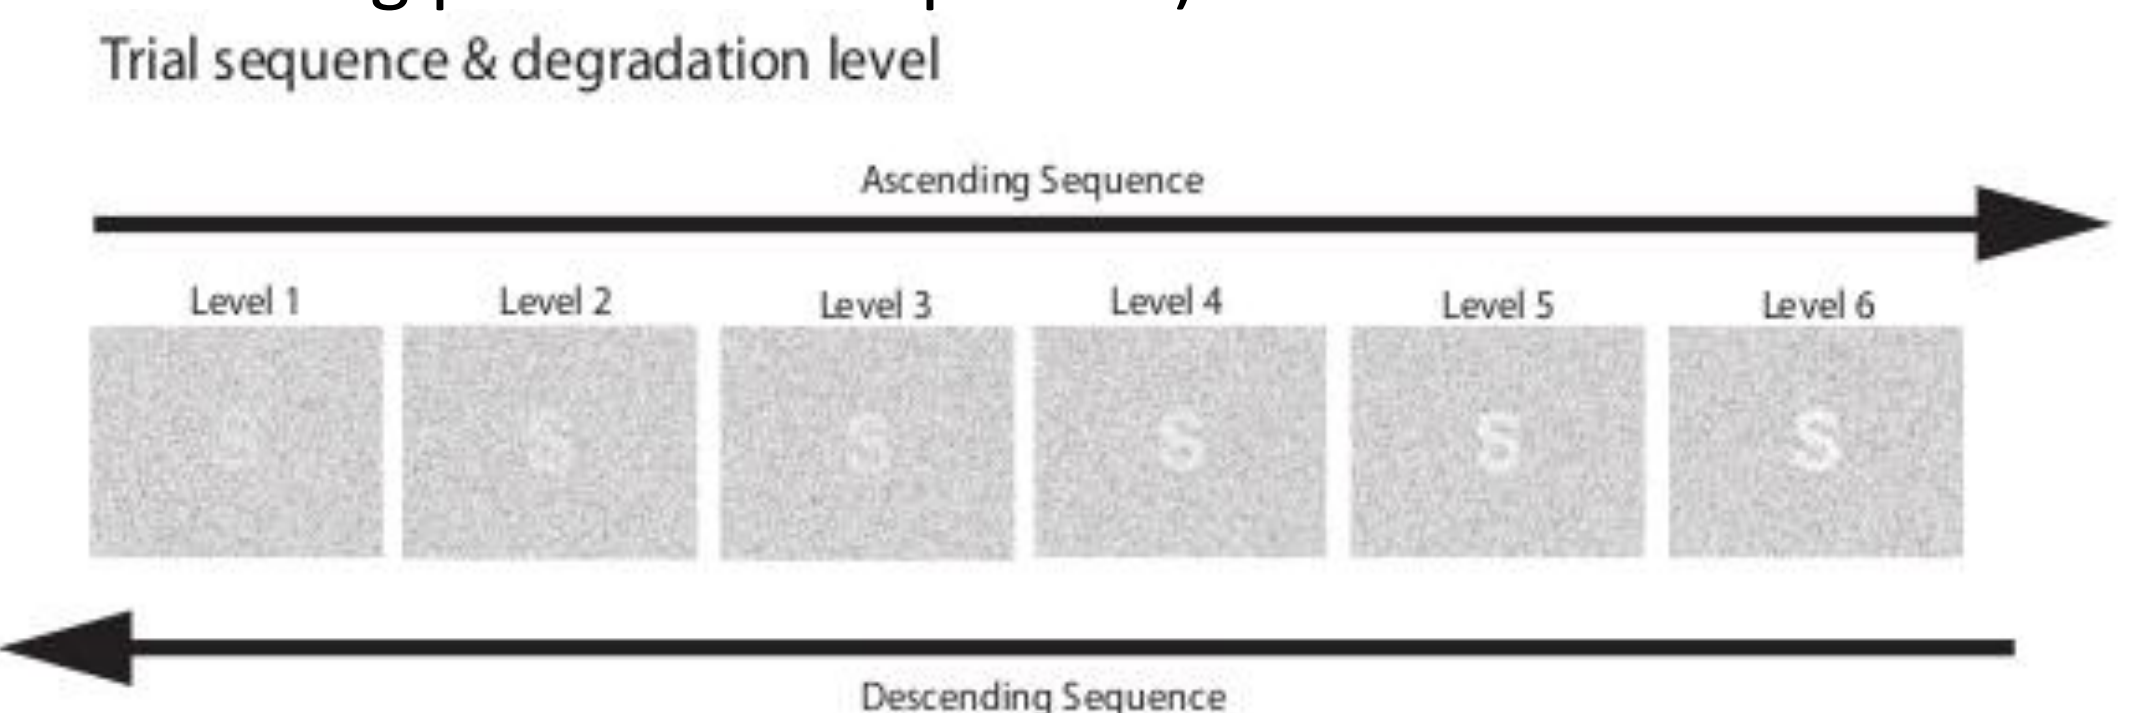 Trial sequence & degradation level
Ascending Sequence
Level 1 Level 2 Level 3 Level 4 Level 5 Level 6
S S S S S S
Descending Sequence